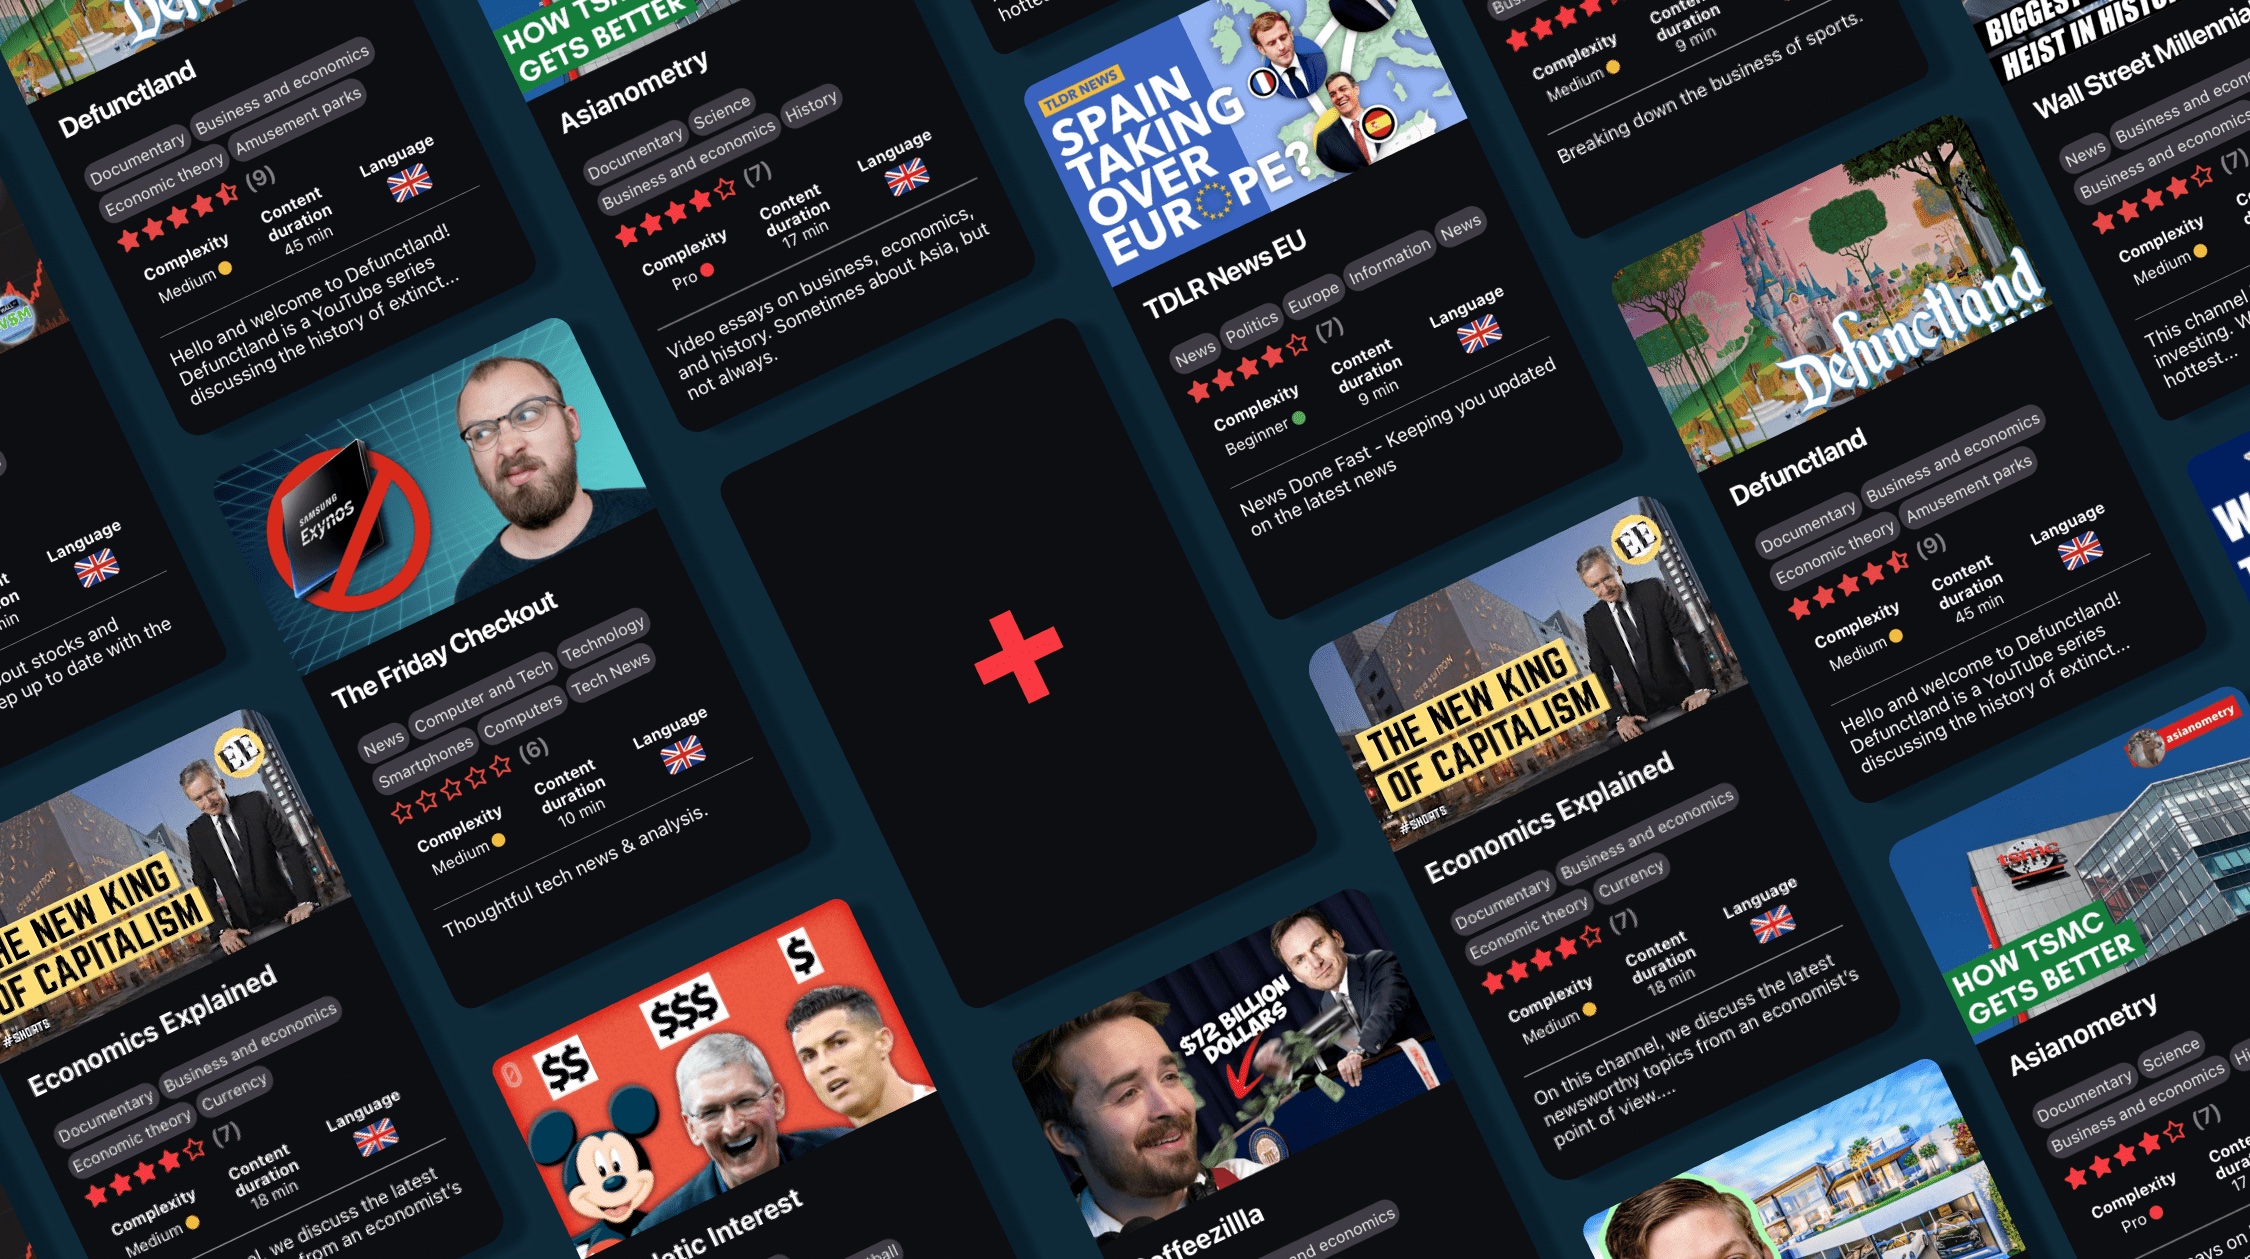 Defunctland
Documentary
Business and economics
Economic theory
Amusement parks
(9)
Complexity
Medium
Content
duration
45 min
Language
Hello and welcome to Defunctland!
Defunctland is a YouTube series
discussing the history of extinct...
HOW TSMC
GETS BETTER
Asianometry
Documentary
Science
Business and economics
History
(7)
Complexity
Pro
Content
duration
17 min
Language
Video essays on business, economics,
and history. Sometimes about Asia, but
not always.
TLDR NEWS
SPAIN
TAKING
OVER
EUROPE?
TDLR News EU
News
Politics
Europe
Information
News
(7)
Complexity
Beginner
Content
duration
9 min
Language
News Done Fast - Keeping you updated
on the latest news
Complexity
Medium
Content
duration
9 min
Breaking down the business of sports.
BIGGEST
HEIST IN HISTORY
Wall Street Millennial
News
Business and
Business and economics
(7)
Complexity
Medium
This channel
investing.
hottest...
Language
out stocks and
ep up to date with the
SAMSUNG
Exynos
The Friday Checkout
News
Computer and Tech
Technology
Smartphones
Computers
Tech News
(6)
Complexity
Medium
Content
duration
10 min
Language
Thoughtful tech news & analysis.
Defunctland
Defunctland
Documentary
Business and economics
Economic theory
Amusement parks
(9)
Complexity
Medium
Content
duration
45 min
Language
Hello and welcome to Defunctland!
Defunctland is a YouTube series
discussing the history of extinct...
EE
THE NEW KING
OF CAPITALISM
#SHORTS
Economics Explained
Documentary
Business and economics
Economic theory
Currency
(7)
Complexity
Medium
Content
duration
18 min
Language
On this channel, we discuss the latest
newsworthy topics from an economist's
point of view....
EE
HE NEW KING
OF CAPITALISM
#SHORTS
Economics Explained
Documentary
Business and economics
Economic theory
Currency
(7)
Complexity
Medium
Content
duration
18 min
Language
we discuss the latest
from an economist's
$$
$$$
$
letic Interest
$72 BILLION
DOLLARS
offeezillla
and economics
asianometry
tsmc
HOW TSMC
GETS BETTER
Asianometry
Documentary
Science
Business and economics
(7)
Complexity
Pro
17